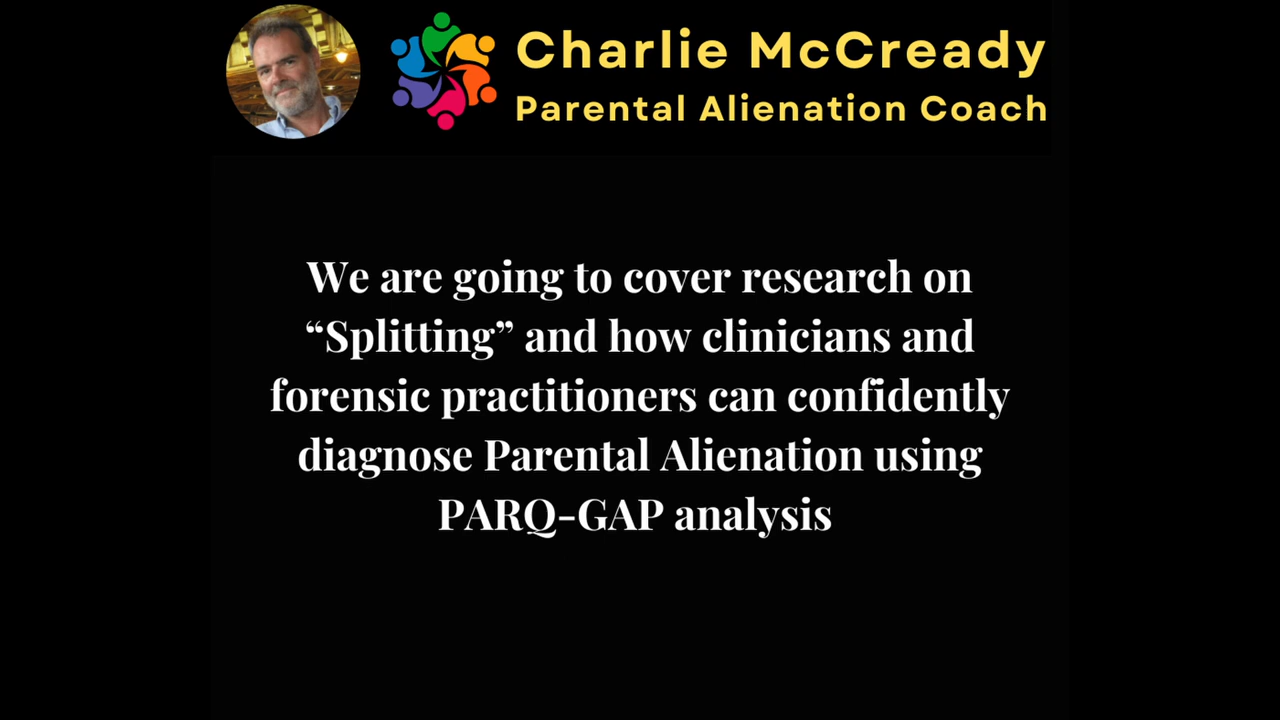 Charlie McCready
Parental Alienation Coach
We are going to cover research on
“Splitting” and how clinicians and
forensic practitioners can confidently
diagnose Parental Alienation using
PARQ-GAP analysis